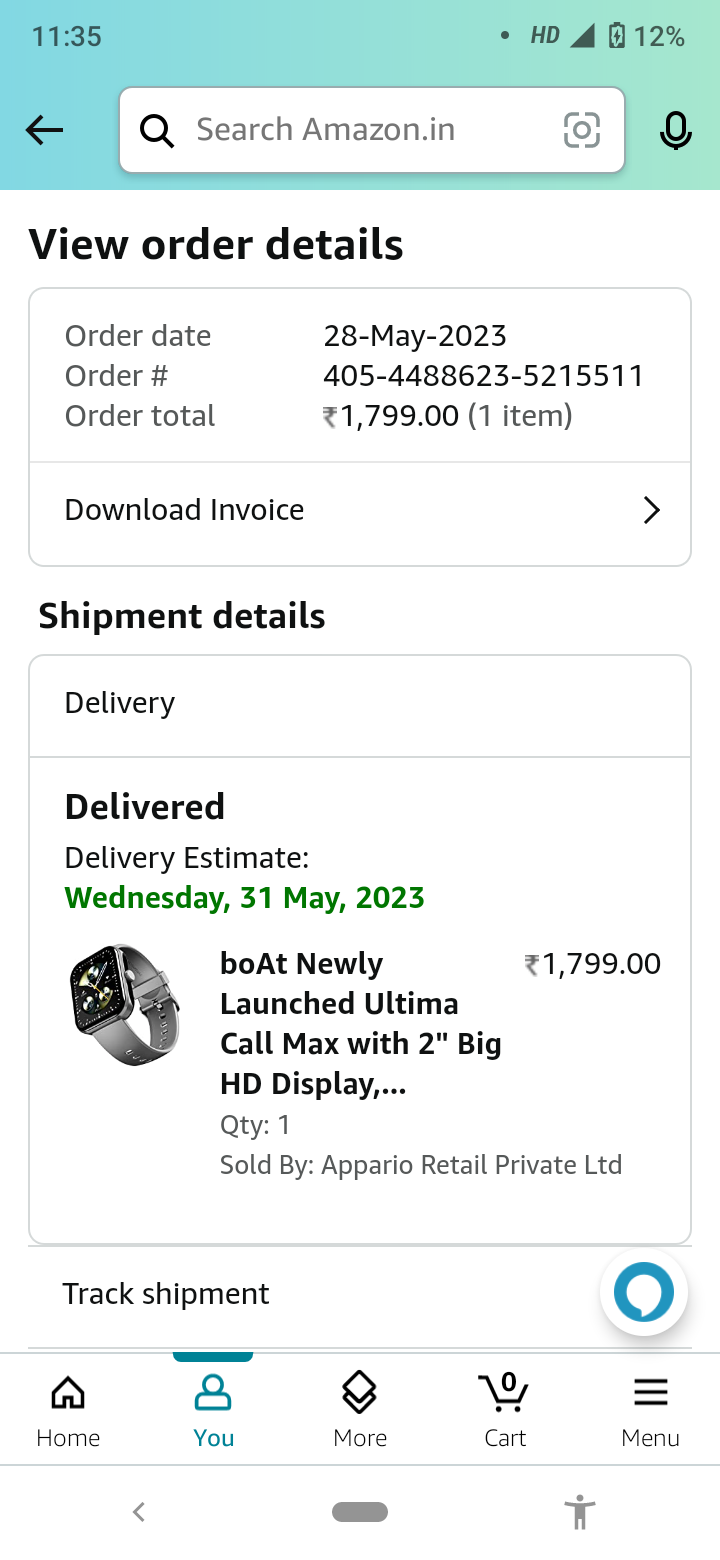 11:35
HD 12%
Search Amazon.in
View order details
Order date 28-May-2023
Order # 405-4488623-5215511
Order total ₹1,799.00 (1 item)
Download Invoice
Shipment details
Delivery
Delivered
Delivery Estimate:
Wednesday, 31 May, 2023
boAt Newly ₹1,799.00
Launched Ultima
Call Max with 2" Big
HD Display,...
Qty: 1
Sold By: Appario Retail Private Ltd
Track shipment
0
Home You More Cart Menu